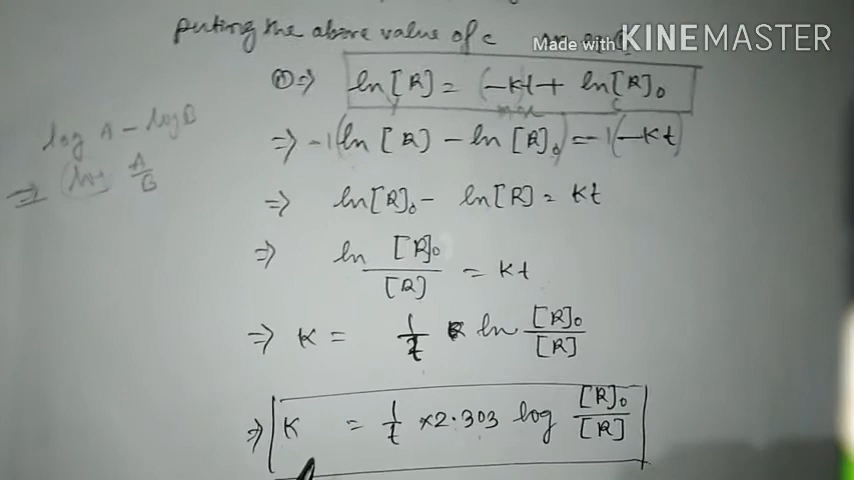 putting the above value of c
Made with KINEMASTER
① ⇒ ln [R] = (-Kt + ln [R]₀
log A - log B
⇒ -1(ln [R] - ln [R]₀) = -1(-Kt)
⇒ log A/B
⇒ ln[R]₀ - ln[R] = Kt
⇒ ln [R]₀/[R] = Kt
⇒ K = 1/t ln [R]₀/[R]
⇒ K = 1/t ×2.303 log [R]₀/[R]